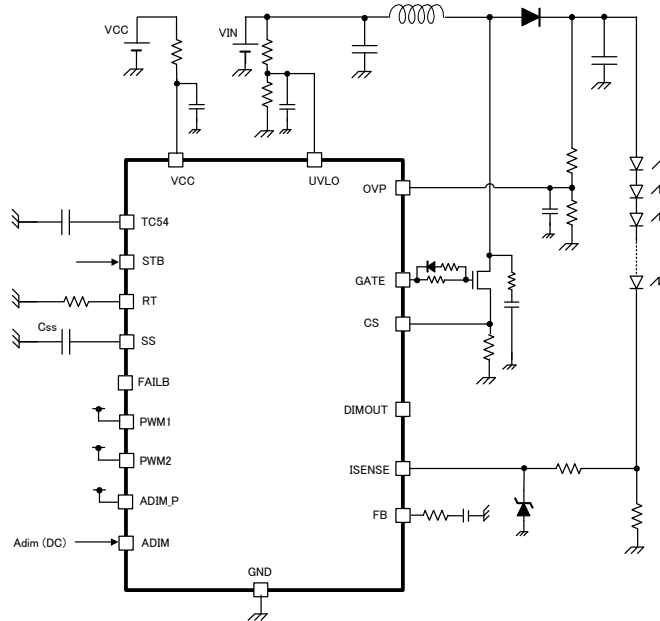 VCC
VIN
VCC
UVLO
OVP
TC54
STB
GATE
RT
CS
Css
SS
FAILB
DIMOUT
PWM1
PWM2
ISENSE
ADIM_P
FB
Adim (DC)
ADIM
GND